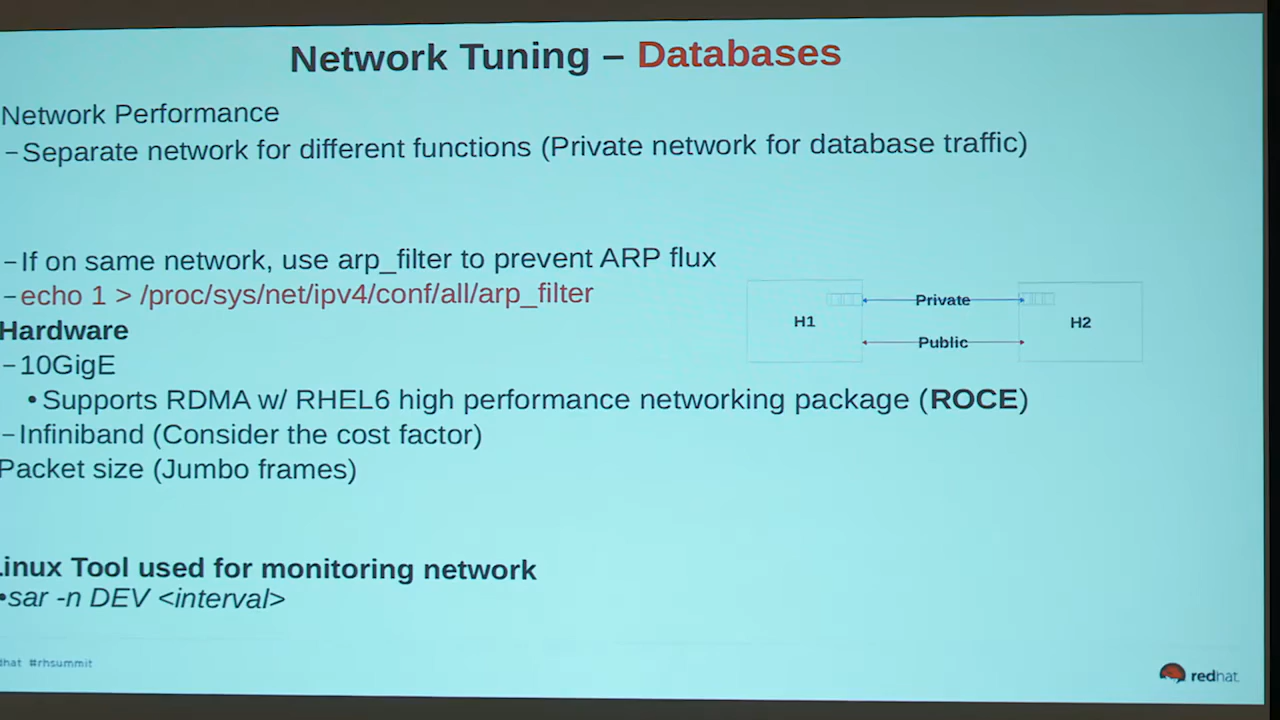 Network Tuning – Databases
Network Performance
–Separate network for different functions (Private network for database traffic)
–If on same network, use arp_filter to prevent ARP flux
–echo 1 > /proc/sys/net/ipv4/conf/all/arp_filter
Hardware
–10GigE
•Supports RDMA w/ RHEL6 high performance networking package (ROCE)
–Infiniband (Consider the cost factor)
Packet size (Jumbo frames)
H1
Private
Public
H2
Linux Tool used for monitoring network
•sar -n DEV <interval>
dhat #rhsummit
redhat.